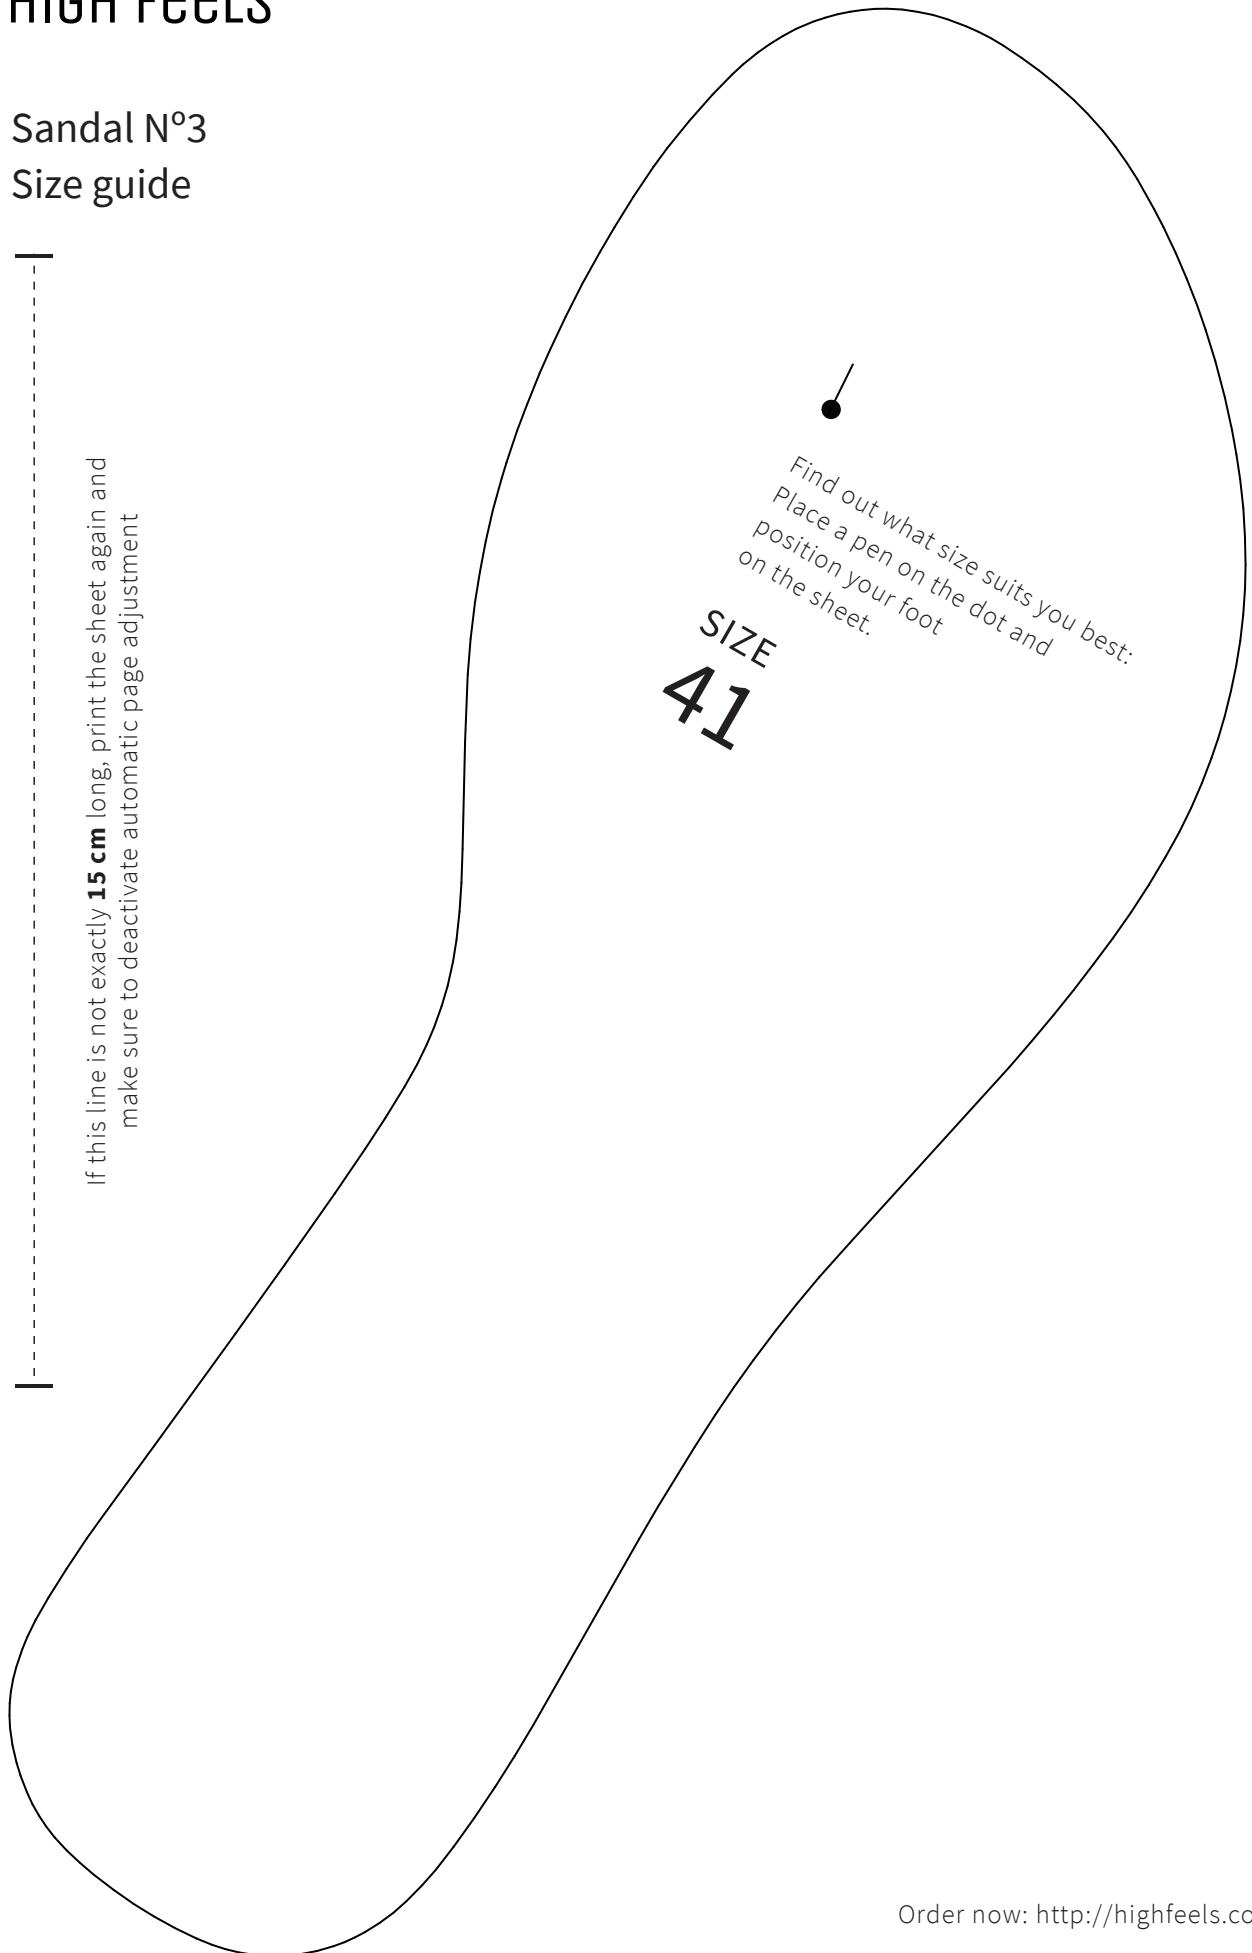 HIGH FEELS
Sandal Nº3
Size guide
If this line is not exactly 15 cm long, print the sheet again and
make sure to deactivate automatic page adjustment
Find out what size suits you best:
Place a pen on the dot and
position your foot
on the sheet.
SIZE
41
Order now: http://highfeels.co